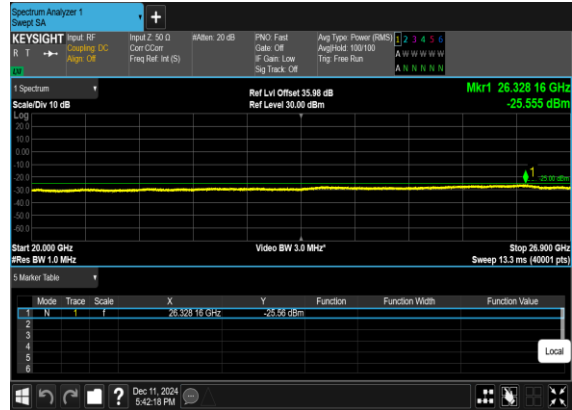 Spectrum Analyzer 1
Swept SA
+
KEYSIGHT Input: RF Input Z: 50 Ω #Atten: 20 dB PNO: Fast Avg Type: Power (RMS) 1 2 3 4 5 6
R T Coupling: DC Corr CCorr Gate: Off Avg|Hold: 100/100 A W W W W W
Align: Off Freq Ref: Int (S) IF Gain: Low Trig: Free Run
Sig Track: Off A N N N N N
1 Spectrum Ref Lvl Offset 35.98 dB Mkr1 26.328 16 GHz
Scale/Div 10 dB Ref Level 30.00 dBm -25.555 dBm
Log
20.0
10.0
0.00
-10.0
-20.0 1 -25.00 dBm
-30.0
-40.0
-50.0
-60.0
Start 20.000 GHz Video BW 3.0 MHz* Stop 26.900 GHz
#Res BW 1.0 MHz Sweep 13.3 ms (40001 pts)
5 Marker Table
Mode Trace Scale X Y Function Function Width Function Value
1 N 1 f 26.328 16 GHz -25.56 dBm
2
3
4
5
6
Local
? Dec 11, 2024
5:42:18 PM